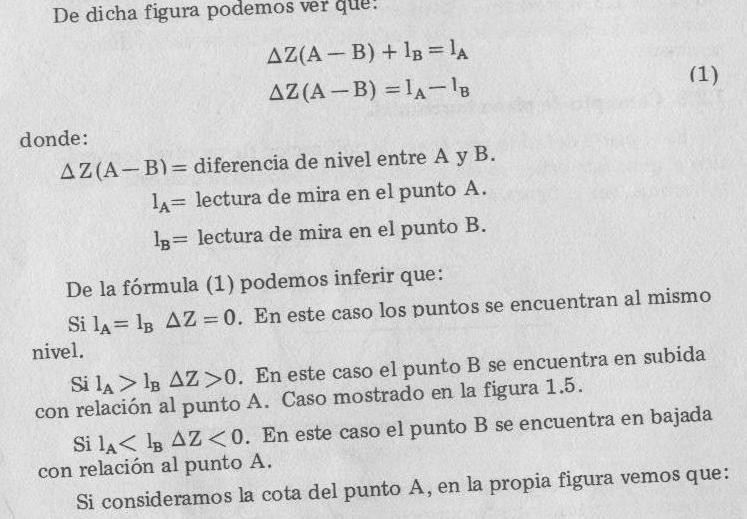 De dicha figura podemos ver que:
ΔZ(A — B) + l_B = l_A
ΔZ(A — B) = l_A — l_B (1)
donde:
ΔZ(A — B) = diferencia de nivel entre A y B.
l_A = lectura de mira en el punto A.
l_B = lectura de mira en el punto B.
De la fórmula (1) podemos inferir que:
Si l_A = l_B ΔZ = 0. En este caso los puntos se encuentran al mismo
nivel.
Si l_A > l_B ΔZ > 0. En este caso el punto B se encuentra en subida
con relación al punto A. Caso mostrado en la figura 1.5.
Si l_A < l_B ΔZ < 0. En este caso el punto B se encuentra en bajada
con relación al punto A.
Si consideramos la cota del punto A, en la propia figura vemos que: